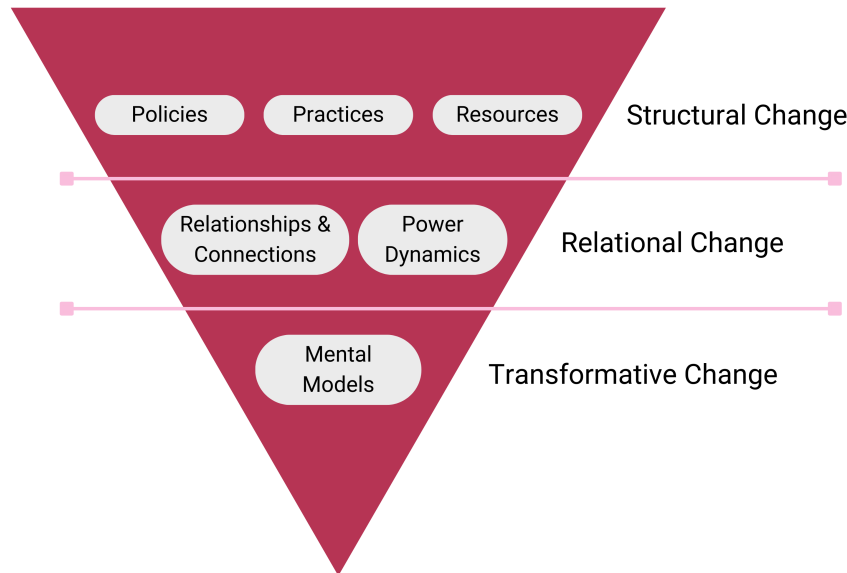 Policies
Practices
Resources
Structural Change
Relationships &
Connections
Power
Dynamics
Relational Change
Mental
Models
Transformative Change